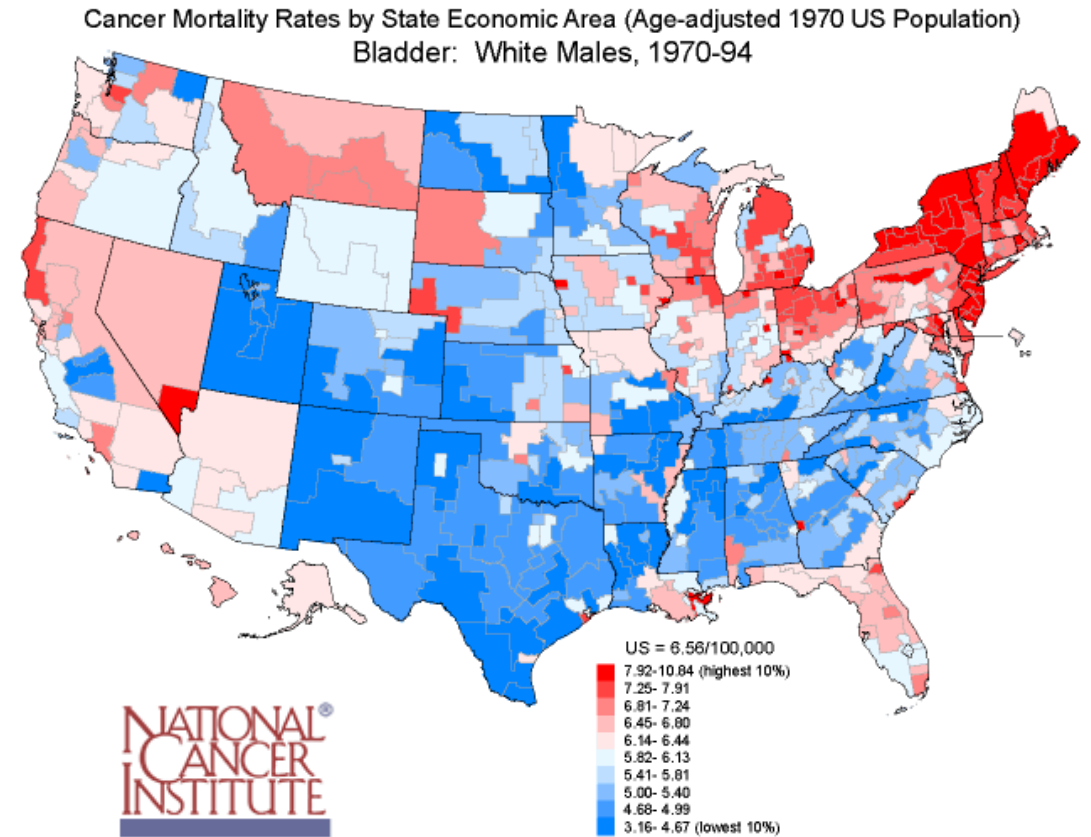 Cancer Mortality Rates by State Economic Area (Age-adjusted 1970 US Population)
Bladder: White Males, 1970-94
US = 6.56/100,000
7.92-10.84 (highest 10%)
7.25- 7.91
6.81- 7.24
6.45- 6.80
6.14- 6.44
5.82- 6.13
5.41- 5.81
5.00- 5.40
4.68- 4.99
3.16- 4.67 (lowest 10%)
NATIONAL®
CANCER
INSTITUTE